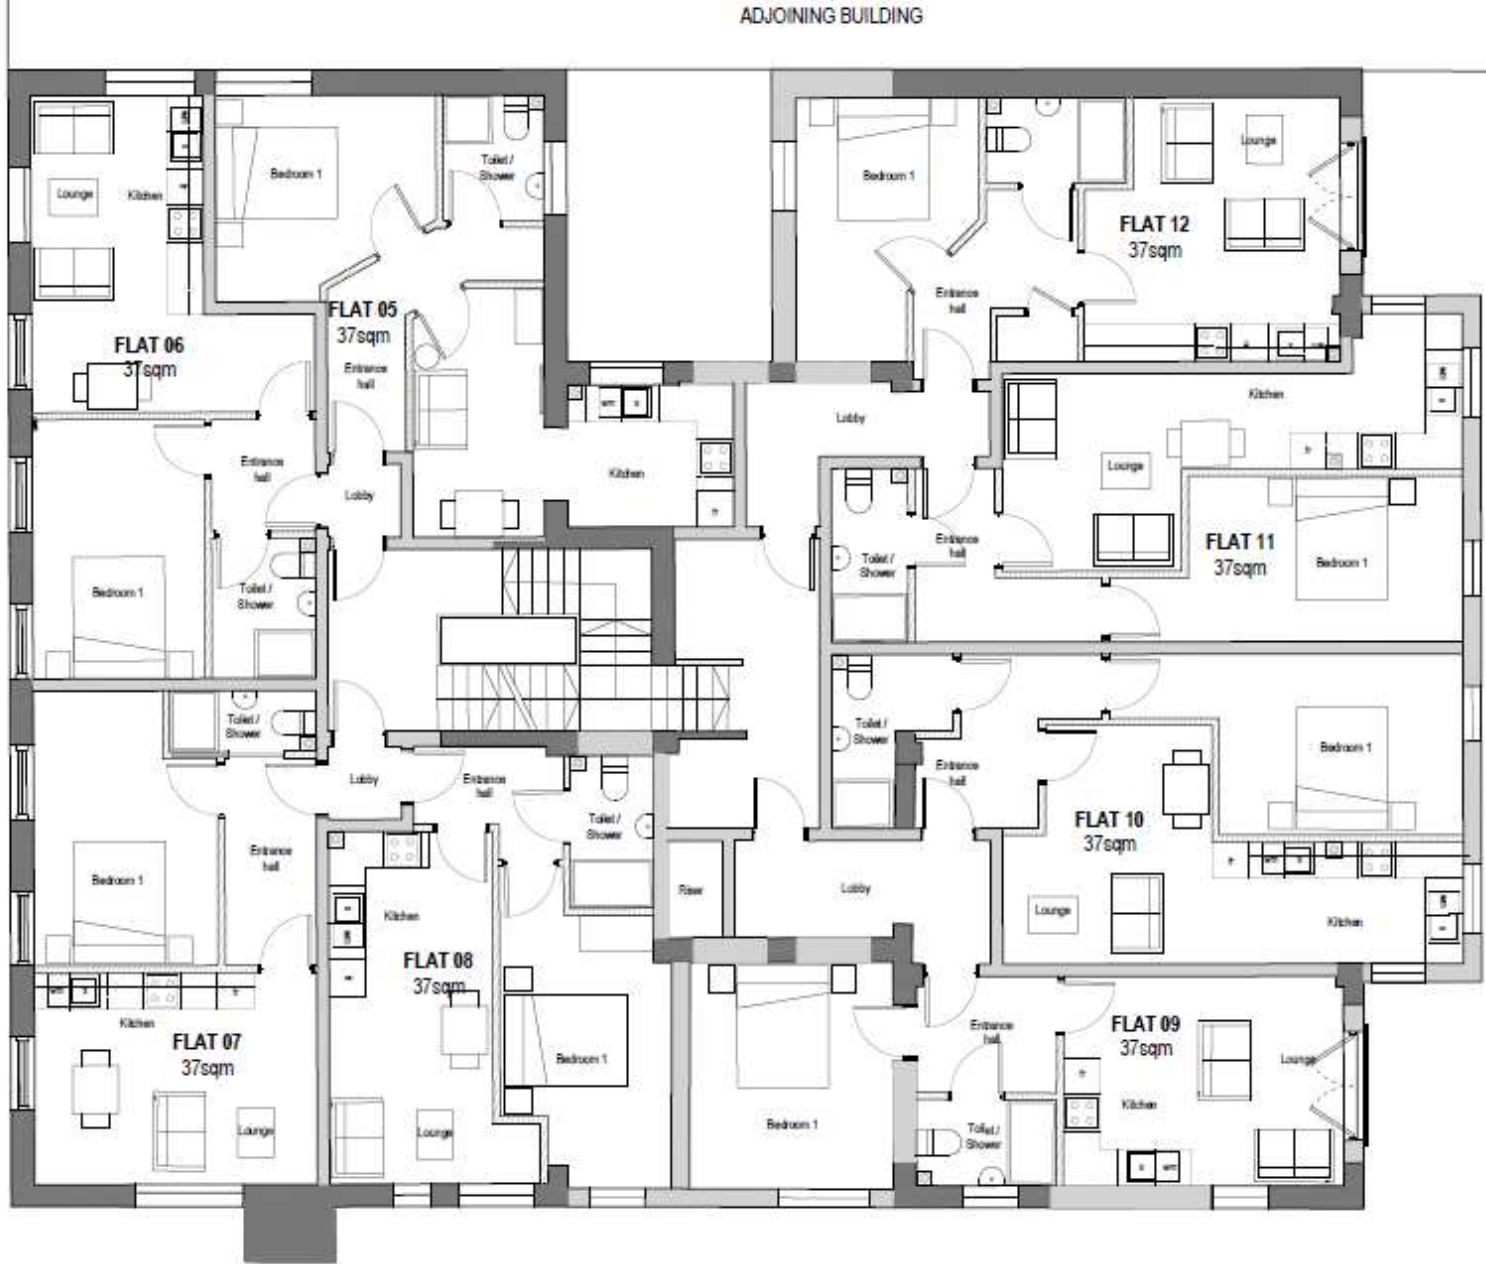 ADJOINING BUILDING
Bedroom 1
Toilet /
Shower
Lounge
Kitchen
FLAT 05
37sqm
Entrance
hall
FLAT 06
37sqm
Entrance
hall
Lobby
Kitchen
Bedroom 1
Toilet /
Shower
Bedroom 1
Lounge
FLAT 12
37sqm
Entrance
hall
Lobby
Kitchen
Lounge
FLAT 11
37sqm
Entrance
hall
Toilet /
Shower
Bedroom 1
Toilet /
Shower
Lobby
Entrance
hall
Toilet /
Shower
Bedroom 1
Entrance
hall
Kitchen
FLAT 07
37sqm
Lounge
Kitchen
FLAT 08
37sqm
Lounge
Bedroom 1
Riser
Lobby
Toilet /
Shower
Entrance
hall
Bedroom 1
FLAT 10
37sqm
Lounge
Kitchen
Bedroom 1
Entrance
hall
FLAT 09
37sqm
Lounge
Kitchen
Toilet /
Shower